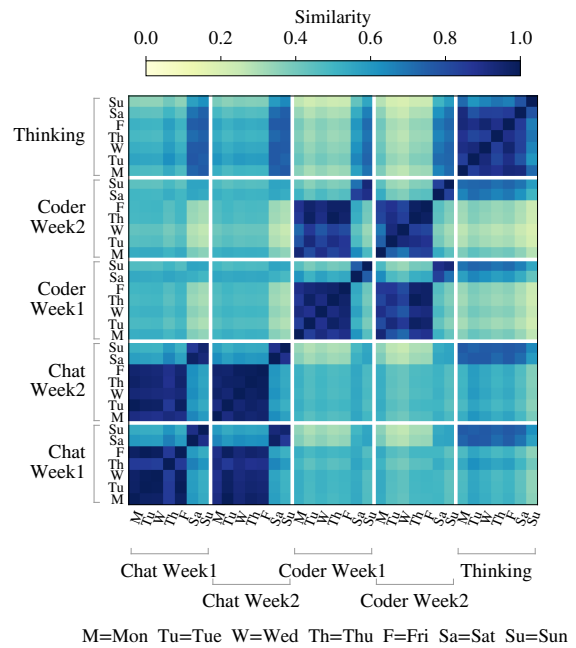 Similarity
0.0 0.2 0.4 0.6 0.8 1.0
Thinking
Su
Sa
F
Th
W
Tu
M
Coder
Week2
Su
Sa
F
Th
W
Tu
M
Coder
Week1
Su
Sa
F
Th
W
Tu
M
Chat
Week2
Su
Sa
F
Th
W
Tu
M
Chat
Week1
Su
Sa
F
Th
W
Tu
M
M Tu W Th F Sa Su M Tu W Th F Sa Su M Tu W Th F Sa Su M Tu W Th F Sa Su M Tu W Th F Sa Su
Chat Week1 Coder Week1 Thinking
Chat Week2 Coder Week2
M=Mon Tu=Tue W=Wed Th=Thu F=Fri Sa=Sat Su=Sun